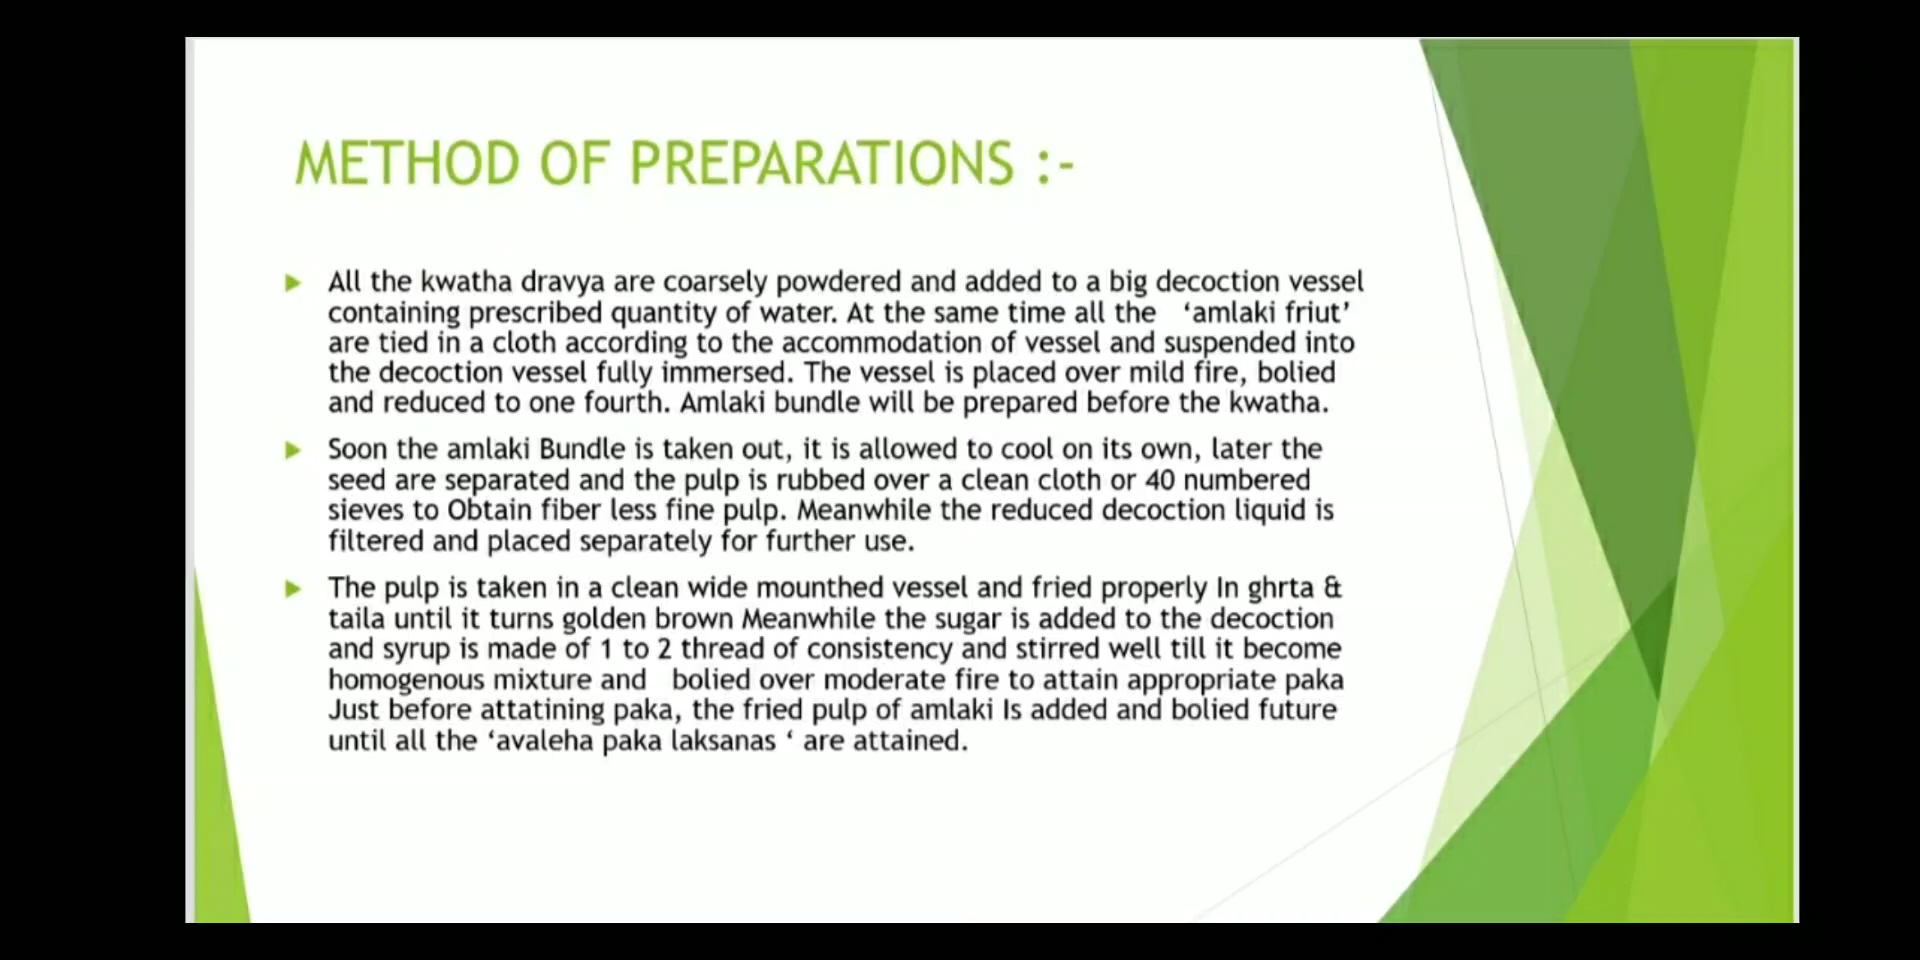 METHOD OF PREPARATIONS :-
All the kwatha dravya are coarsely powdered and added to a big decoction vessel
containing prescribed quantity of water. At the same time all the ‘amlaki friut’
are tied in a cloth according to the accommodation of vessel and suspended into
the decoction vessel fully immersed. The vessel is placed over mild fire, bolied
and reduced to one fourth. Amlaki bundle will be prepared before the kwatha.
Soon the amlaki Bundle is taken out, it is allowed to cool on its own, later the
seed are separated and the pulp is rubbed over a clean cloth or 40 numbered
sieves to Obtain fiber less fine pulp. Meanwhile the reduced decoction liquid is
filtered and placed separately for further use.
The pulp is taken in a clean wide mounthed vessel and fried properly In ghrta &
taila until it turns golden brown Meanwhile the sugar is added to the decoction
and syrup is made of 1 to 2 thread of consistency and stirred well till it become
homogenous mixture and bolied over moderate fire to attain appropriate paka
Just before attatining paka, the fried pulp of amlaki Is added and bolied future
until all the ‘avaleha paka laksanas ‘ are attained.